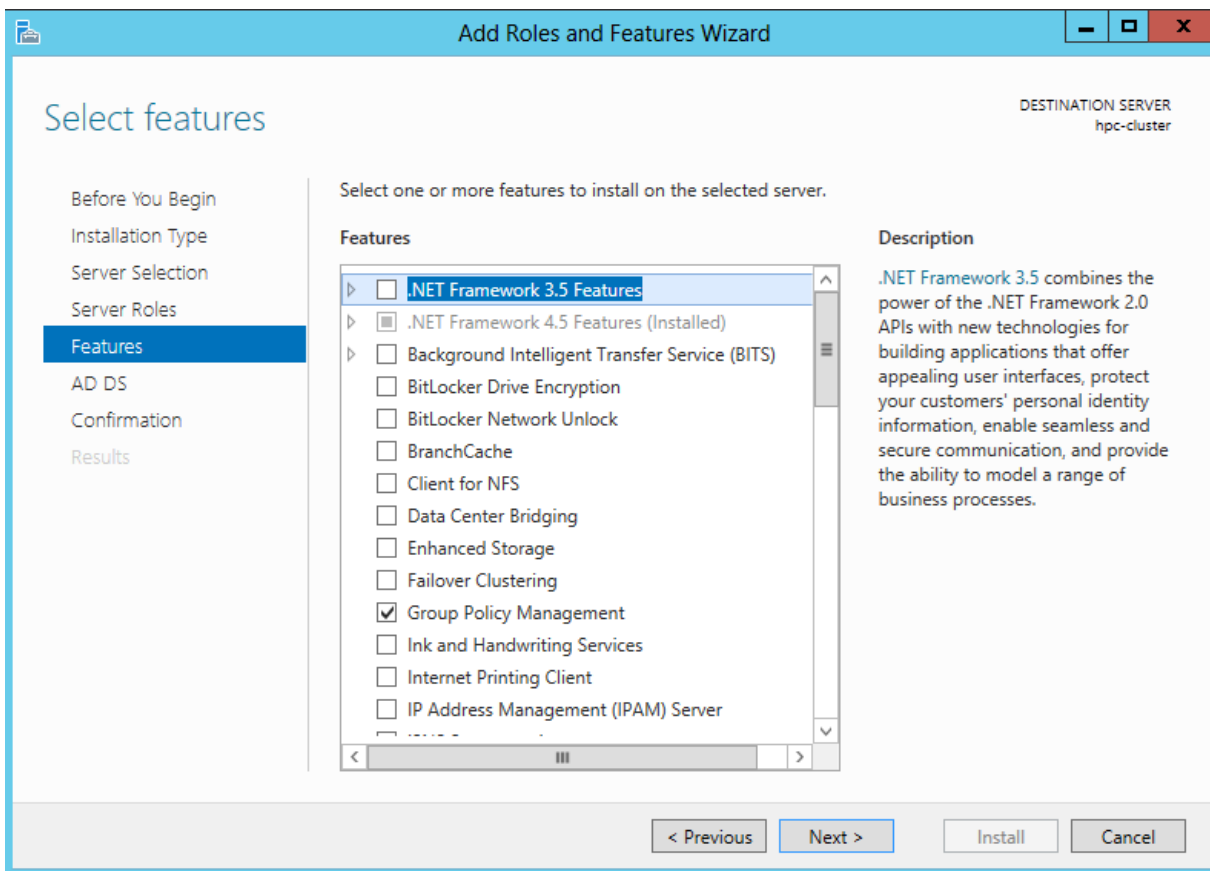 Add Roles and Features Wizard
Select features
DESTINATION SERVER
hpc-cluster
Before You Begin
Installation Type
Server Selection
Server Roles
Features
AD DS
Confirmation
Results
Select one or more features to install on the selected server.
Features
.NET Framework 3.5 Features
.NET Framework 4.5 Features (Installed)
Background Intelligent Transfer Service (BITS)
BitLocker Drive Encryption
BitLocker Network Unlock
BranchCache
Client for NFS
Data Center Bridging
Enhanced Storage
Failover Clustering
Group Policy Management
Ink and Handwriting Services
Internet Printing Client
IP Address Management (IPAM) Server
Description
.NET Framework 3.5 combines the
power of the .NET Framework 2.0
APIs with new technologies for
building applications that offer
appealing user interfaces, protect
your customers' personal identity
information, enable seamless and
secure communication, and provide
the ability to model a range of
business processes.
< Previous
Next >
Install
Cancel